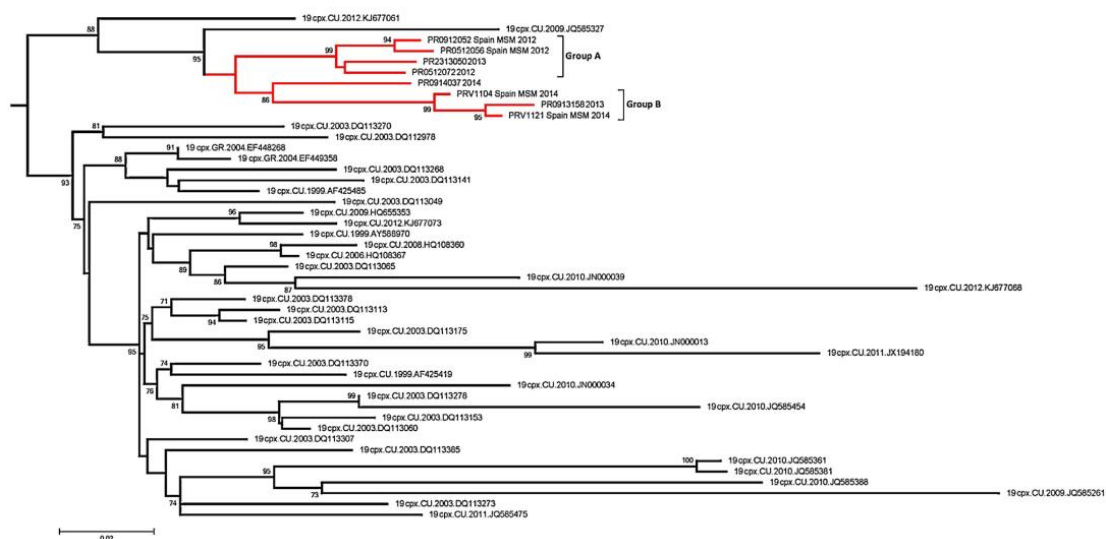 19cpx.CU.2012.KJ677061
88
19cpx.CU.2009.JQ585327
94
PR0912052 Spain MSM 2012
PR0512056 Spain MSM 2012
99
Group A
95
PR23130502013
PR05120722012
PR09140372014
86
PRV1104 Spain MSM 2014
99
PR09131582013
Group B
95
PRV1121 Spain MSM 2014
81
19cpx.CU.2003.DQ113270
19cpx.CU.2003.DQ112978
91
19cpx.GR.2004.EF448268
88
19cpx.GR.2004.EF449358
93
19cpx.CU.2003.DQ113268
19cpx.CU.2003.DQ113141
19cpx.CU.1999.AF425485
19cpx.CU.2003.DQ113049
75
96
19cpx.CU.2009.HQ655353
19cpx.CU.2012.KJ677073
19cpx.CU.1999.AY588970
98
19cpx.CU.2008.HQ108360
19cpx.CU.2006.HQ108367
89
19cpx.CU.2003.DQ113065
86
19cpx.CU.2010.JN000039
87
19cpx.CU.2012.KJ677068
71
19cpx.CU.2003.DQ113378
19cpx.CU.2003.DQ113113
75
94
19cpx.CU.2003.DQ113115
19cpx.CU.2003.DQ113175
95
19cpx.CU.2010.JN000013
95
99
19cpx.CU.2011.JX194180
74
19cpx.CU.2003.DQ113370
19cpx.CU.1999.AF425419
76
19cpx.CU.2010.JN000034
81
99
19cpx.CU.2003.DQ113278
19cpx.CU.2010.JQ585454
98
19cpx.CU.2003.DQ113153
19cpx.CU.2003.DQ113060
19cpx.CU.2003.DQ113307
19cpx.CU.2003.DQ113385
100
19cpx.CU.2010.JQ585361
95
19cpx.CU.2010.JQ585381
19cpx.CU.2010.JQ585388
73
19cpx.CU.2009.JQ585261
74
19cpx.CU.2003.DQ113273
19cpx.CU.2011.JQ585475
0.02